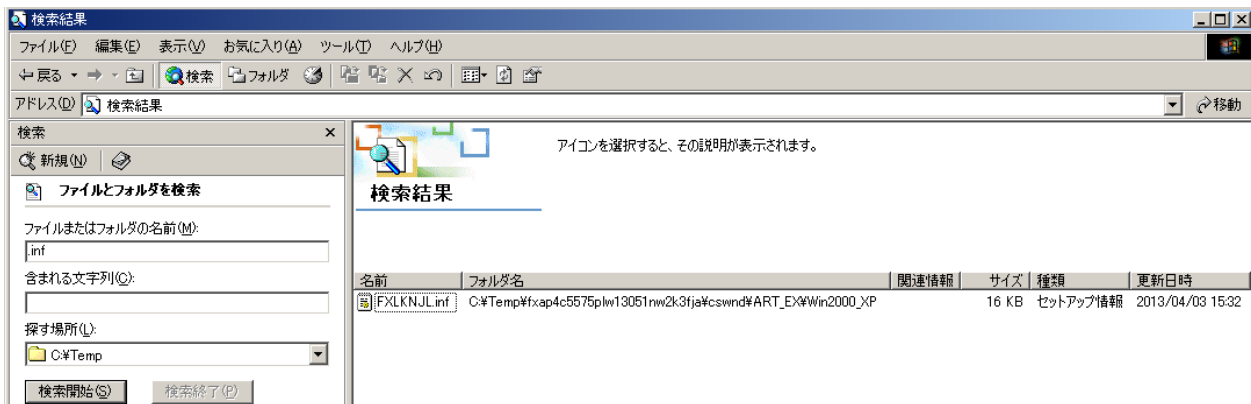 検索結果
ファイル(F) 編集(E) 表示(V) お気に入り(A) ツール(T) ヘルプ(H)
戻る 検索 フォルダ
アドレス(D) 検索結果 移動
検索
新規(N)
ファイルとフォルダを検索
ファイルまたはフォルダの名前(M):
.inf
含まれる文字列(C):
探す場所(L):
C:¥Temp
検索開始(S) 検索終了(P)
検索結果
アイコンを選択すると、その説明が表示されます。
名前 フォルダ名 関連情報 サイズ 種類 更新日時
FXLKNJL.inf C:¥Temp¥fxap4c5575plw13051nw2k3fja¥cswnd¥ART_EX¥Win2000_XP 16 KB セットアップ情報 2013/04/03 15:32